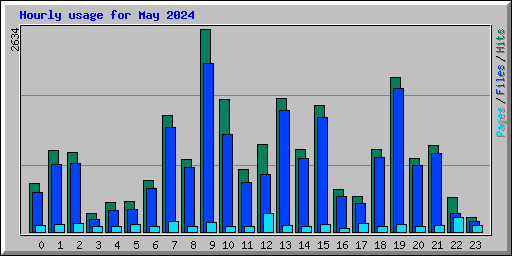 Hourly usage for May 2024
2634
Pages / Files / Hits
0 1 2 3 4 5 6 7 8 9 10 11 12 13 14 15 16 17 18 19 20 21 22 23